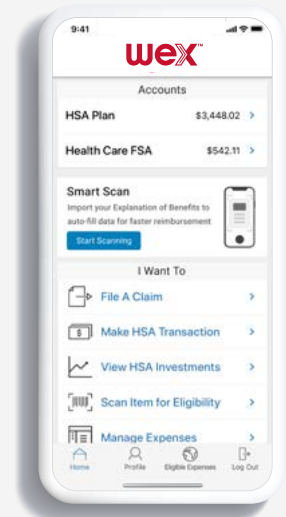 9:41
wex™
Accounts
HSA Plan $3,448.02
Health Care FSA $542.11
Smart Scan
Import your Explanation of Benefits to
auto-fill data for faster reimbursement
Start Scanning
I Want To
File A Claim
$ Make HSA Transaction
View HSA Investments
Scan Item for Eligibility
Manage Expenses
Home Profile Eligible Expenses Log Out